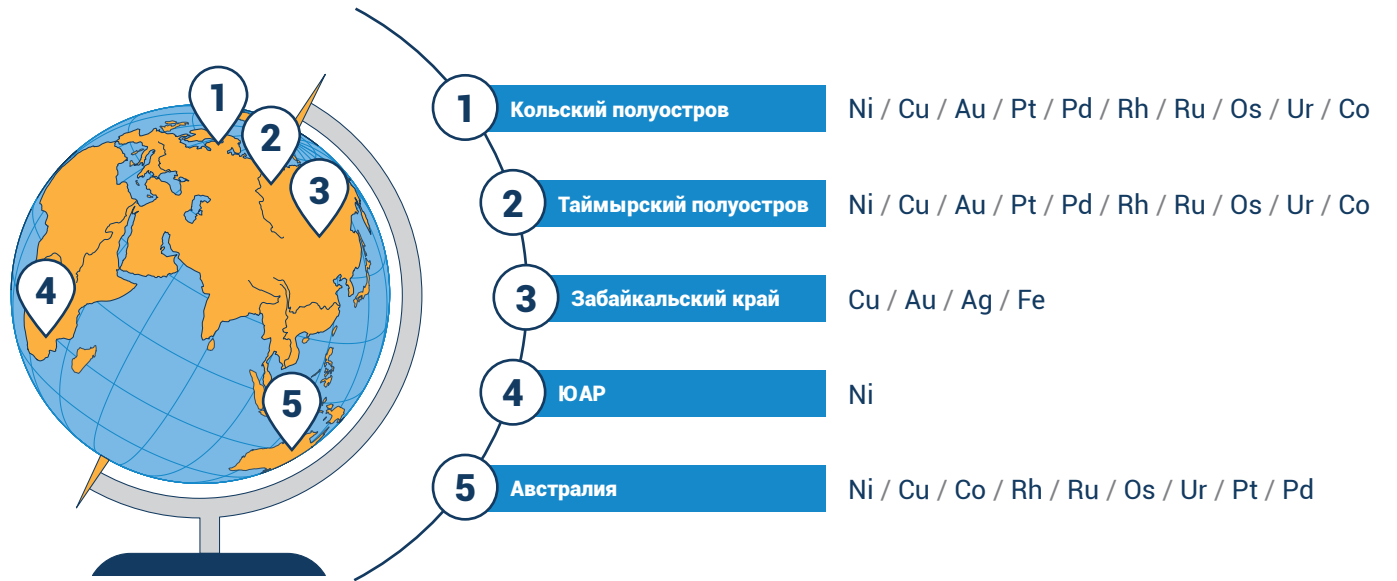 1
2
3
4
5
1 Кольский полуостров Ni / Cu / Au / Pt / Pd / Rh / Ru / Os / Ur / Co
2 Таймырский полуостров Ni / Cu / Au / Pt / Pd / Rh / Ru / Os / Ur / Co
3 Забайкальский край Cu / Au / Ag / Fe
4 ЮАР Ni
5 Австралия Ni / Cu / Co / Rh / Ru / Os / Ur / Pt / Pd